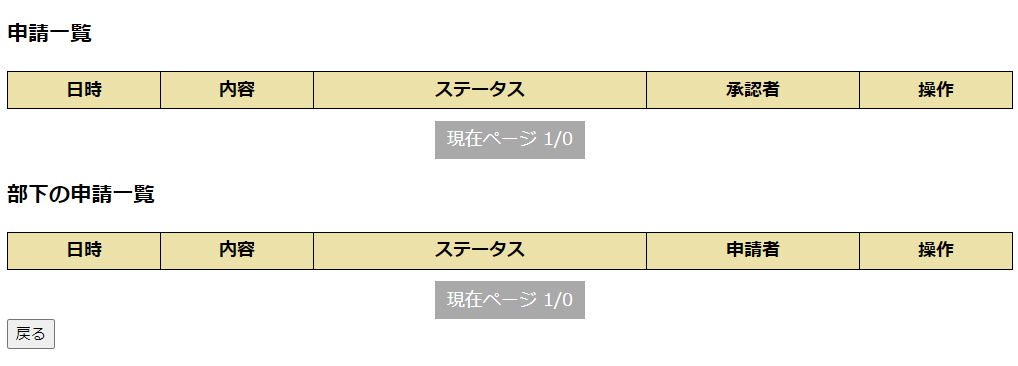 申請一覧
日時 内容 ステータス 承認者 操作
現在ページ 1/0
部下の申請一覧
日時 内容 ステータス 申請者 操作
現在ページ 1/0
戻る